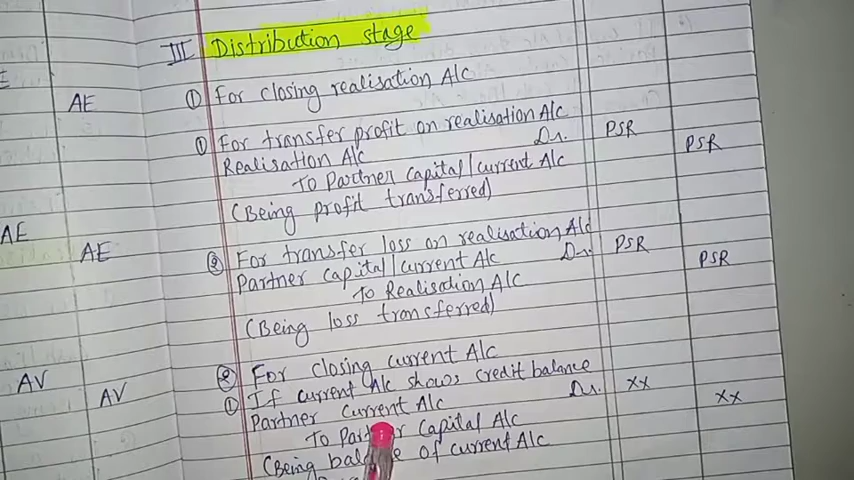 III Distribution stage
① For closing realisation A/c
① For transfer profit on realisation A/c
Realisation A/c Dr. PSR
To Partner capital/current A/c PSR
(Being profit transferred)
② For transfer loss on realisation A/c
Partner capital/current A/c Dr. PSR
To Realisation A/c PSR
(Being loss transferred)
② For closing current A/c
① If current A/c shows credit balance
Partner current A/c Dr. xx
To Partner capital A/c xx
(Being balance of current A/c
AE
AE
AE
AV
AV